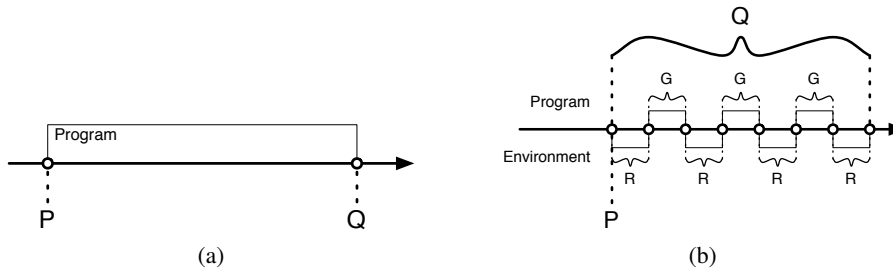 Program
P
Q
(a)
Q
G G G
Program
Environment
R R R R
P
(b)